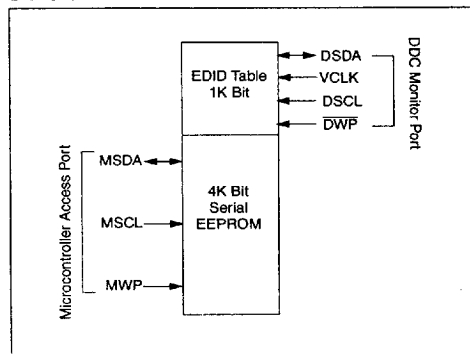 EDID Table
1K Bit
DSDA
VCLK
DSCL
DWP
DDC Monitor Port
4K Bit
Serial
EEPROM
MSDA
MSCL
MWP
Microcontroller Access Port